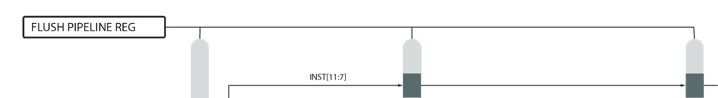 FLUSH PIPELINE REG
INST[11:7]